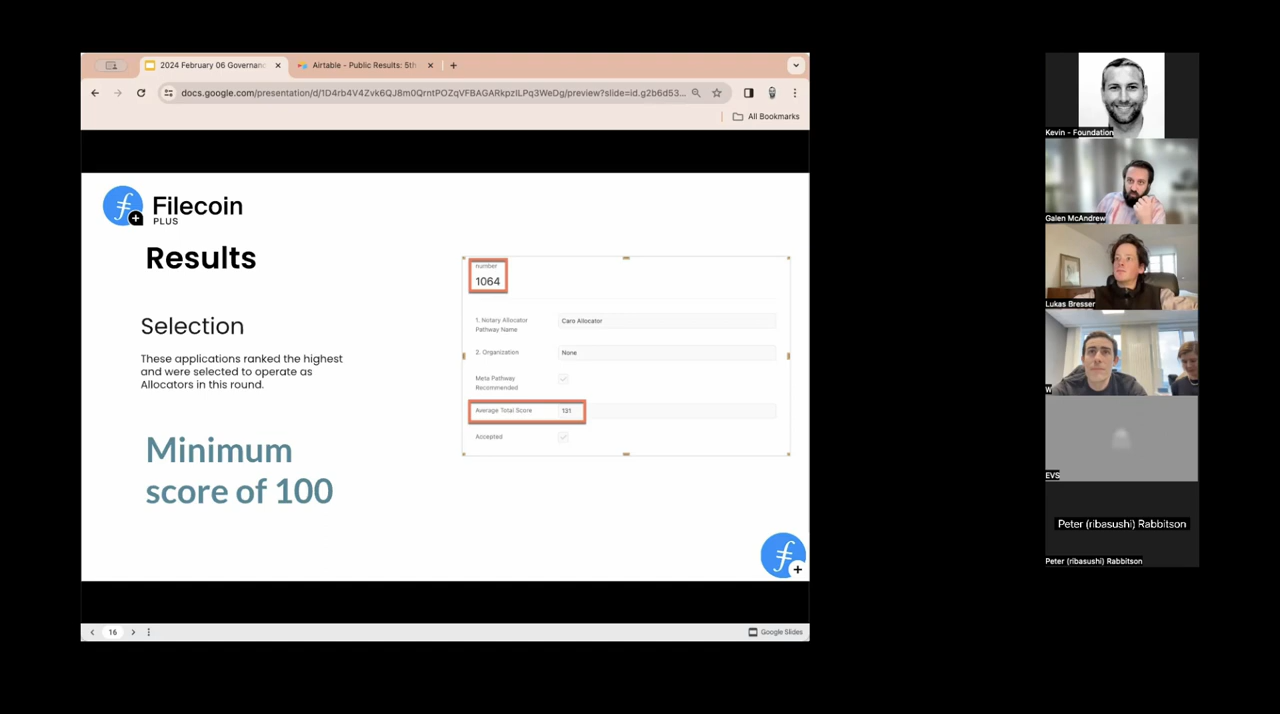 2024 February 06 Governanc
Airtable - Public Results: 5th
docs.google.com/presentation/d/1D4rb4V4Zvk6QJ8m0QrntPOZqVFBAGARkpzILPq3WeDg/preview?slide=id.g2b6d53...
All Bookmarks
Filecoin
PLUS
Results
Selection
These applications ranked the highest
and were selected to operate as
Allocators in this round.
Minimum
score of 100
number
1064
1. Notary Allocator
Pathway Name
Caro Allocator
2. Organization
None
Meta Pathway
Recommended
Average Total Score
131
Accepted
16
Google Slides
Kevin - Foundation
Galen McAndrew
Lukas Bresser
W
EVS
Peter (ribasushi) Rabbitson
Peter (ribasushi) Rabbitson